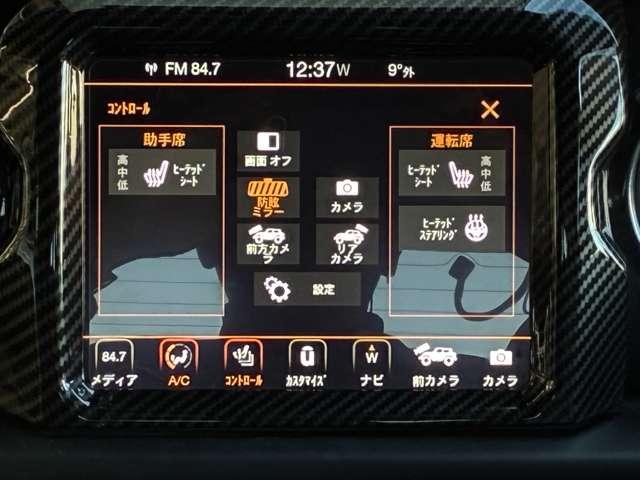 FM 84.7 12:37W 9°外
コントロール
助手席
高
中
低
ヒーテッド
シート
画面 オフ
防眩
ミラー
カメラ
前方カメ
ラ
リア
カメラ
設定
運転席
ヒーテッド
シート
高
中
低
ヒーテッド
ステアリング
84.7
メディア
A/C
コントロール
U
カスタマイズ
W
ナビ
前カメラ
カメラ